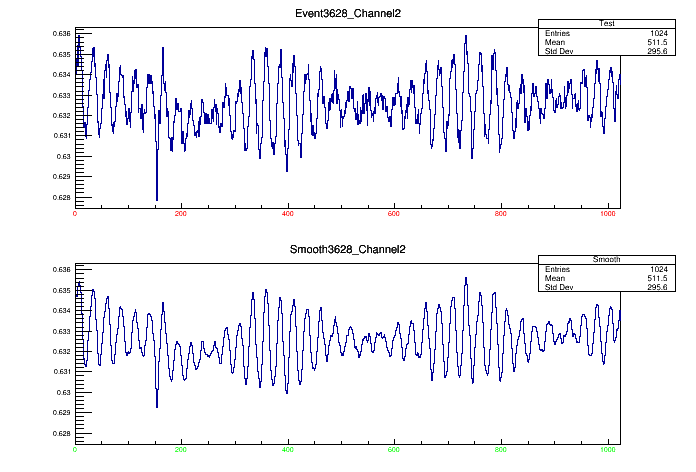 Event3628_Channel2
Test
Entries 1024
Mean 511.5
Std Dev 295.6
0.636
0.635
0.634
0.633
0.632
0.631
0.63
0.629
0.628
0 200 400 600 800 1000
Smooth3628_Channel2
Smooth
Entries 1024
Mean 511.5
Std Dev 295.6
0.636
0.635
0.634
0.633
0.632
0.631
0.63
0.629
0.628
0 200 400 600 800 1000